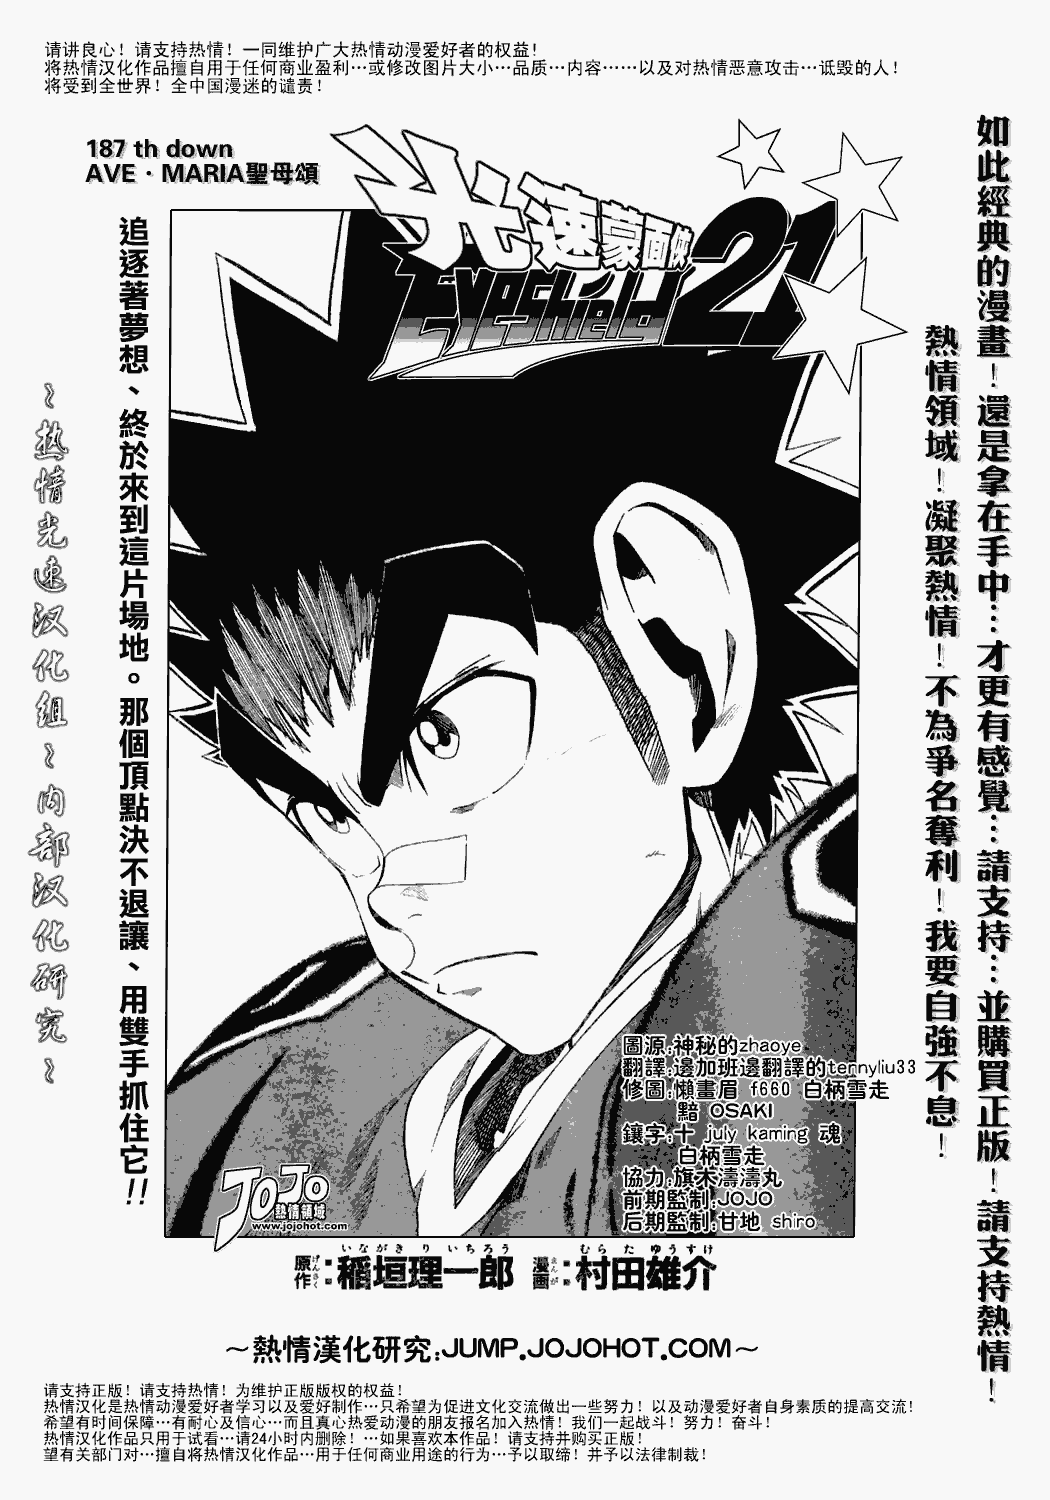 请讲良心！请支持热情！一同维护广大热情动漫爱好者的权益！
将热情汉化作品擅自用于任何商业盈利…或修改图片大小…品质…内容……以及对热情恶意攻击…诋毁的人！
将受到全世界！全中国漫迷的谴责！
187 th down
AVE・MARIA聖母頌
光速蒙面俠21
Eyeshield
如此經典的漫畫！還是拿在手中…才更有感覺…請支持…並購買正版！請支持熱情！
熱情領域！凝聚熱情！不為爭名奪利！我要自強不息！
追逐著夢想、終於來到這片場地。那個頂點決不退讓、用雙手抓住它!!
~热情光速汉化组~内部汉化研究~
圖源:神秘的zhaoye
翻譯:邊加班邊翻譯的ternyliu33
修圖:懶畫眉 f660 白柄雪走
黯 OSAKI
鑲字:十 july kaming 魂
白柄雪走
協力:旗木濤濤丸
前期監制:JOJO
后期監制:甘地 shiro
JOJO
熱情領域
www.jojohot.com
げんさく いながき りいちろう まんが むらた ゆうすけ
原作:稲垣理一郎 漫画:村田雄介
~熱情漢化研究:JUMP.JOJOHOT.COM~
请支持正版！请支持热情！为维护正版版权的权益！
热情汉化是热情动漫爱好者学习以及爱好制作…只希望为促进文化交流做出一些努力！以及动漫爱好者自身素质的提高交流！
希望有时间保障…有耐心及信心…而且真心热爱动漫的朋友报名加入热情！我们一起战斗！努力！奋斗！
热情汉化作品只用于试看…请24小时内删除！…如果喜欢本作品！请支持并购买正版！
望有关部门对…擅自将热情汉化作品…用于任何商业用途的行为…予以取缔！并予以法律制裁！